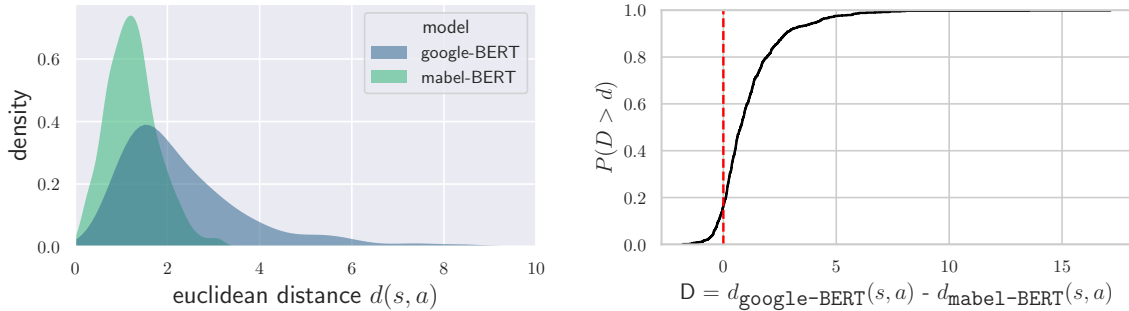 model
google-BERT
mabel-BERT
density
0.6
0.4
0.2
0.0
0 2 4 6 8 10
euclidean distance d(s, a)
P(D > d)
1.0
0.8
0.6
0.4
0.2
0.0
0 5 10 15
D = d google-BERT (s, a) - d mabel-BERT (s, a)